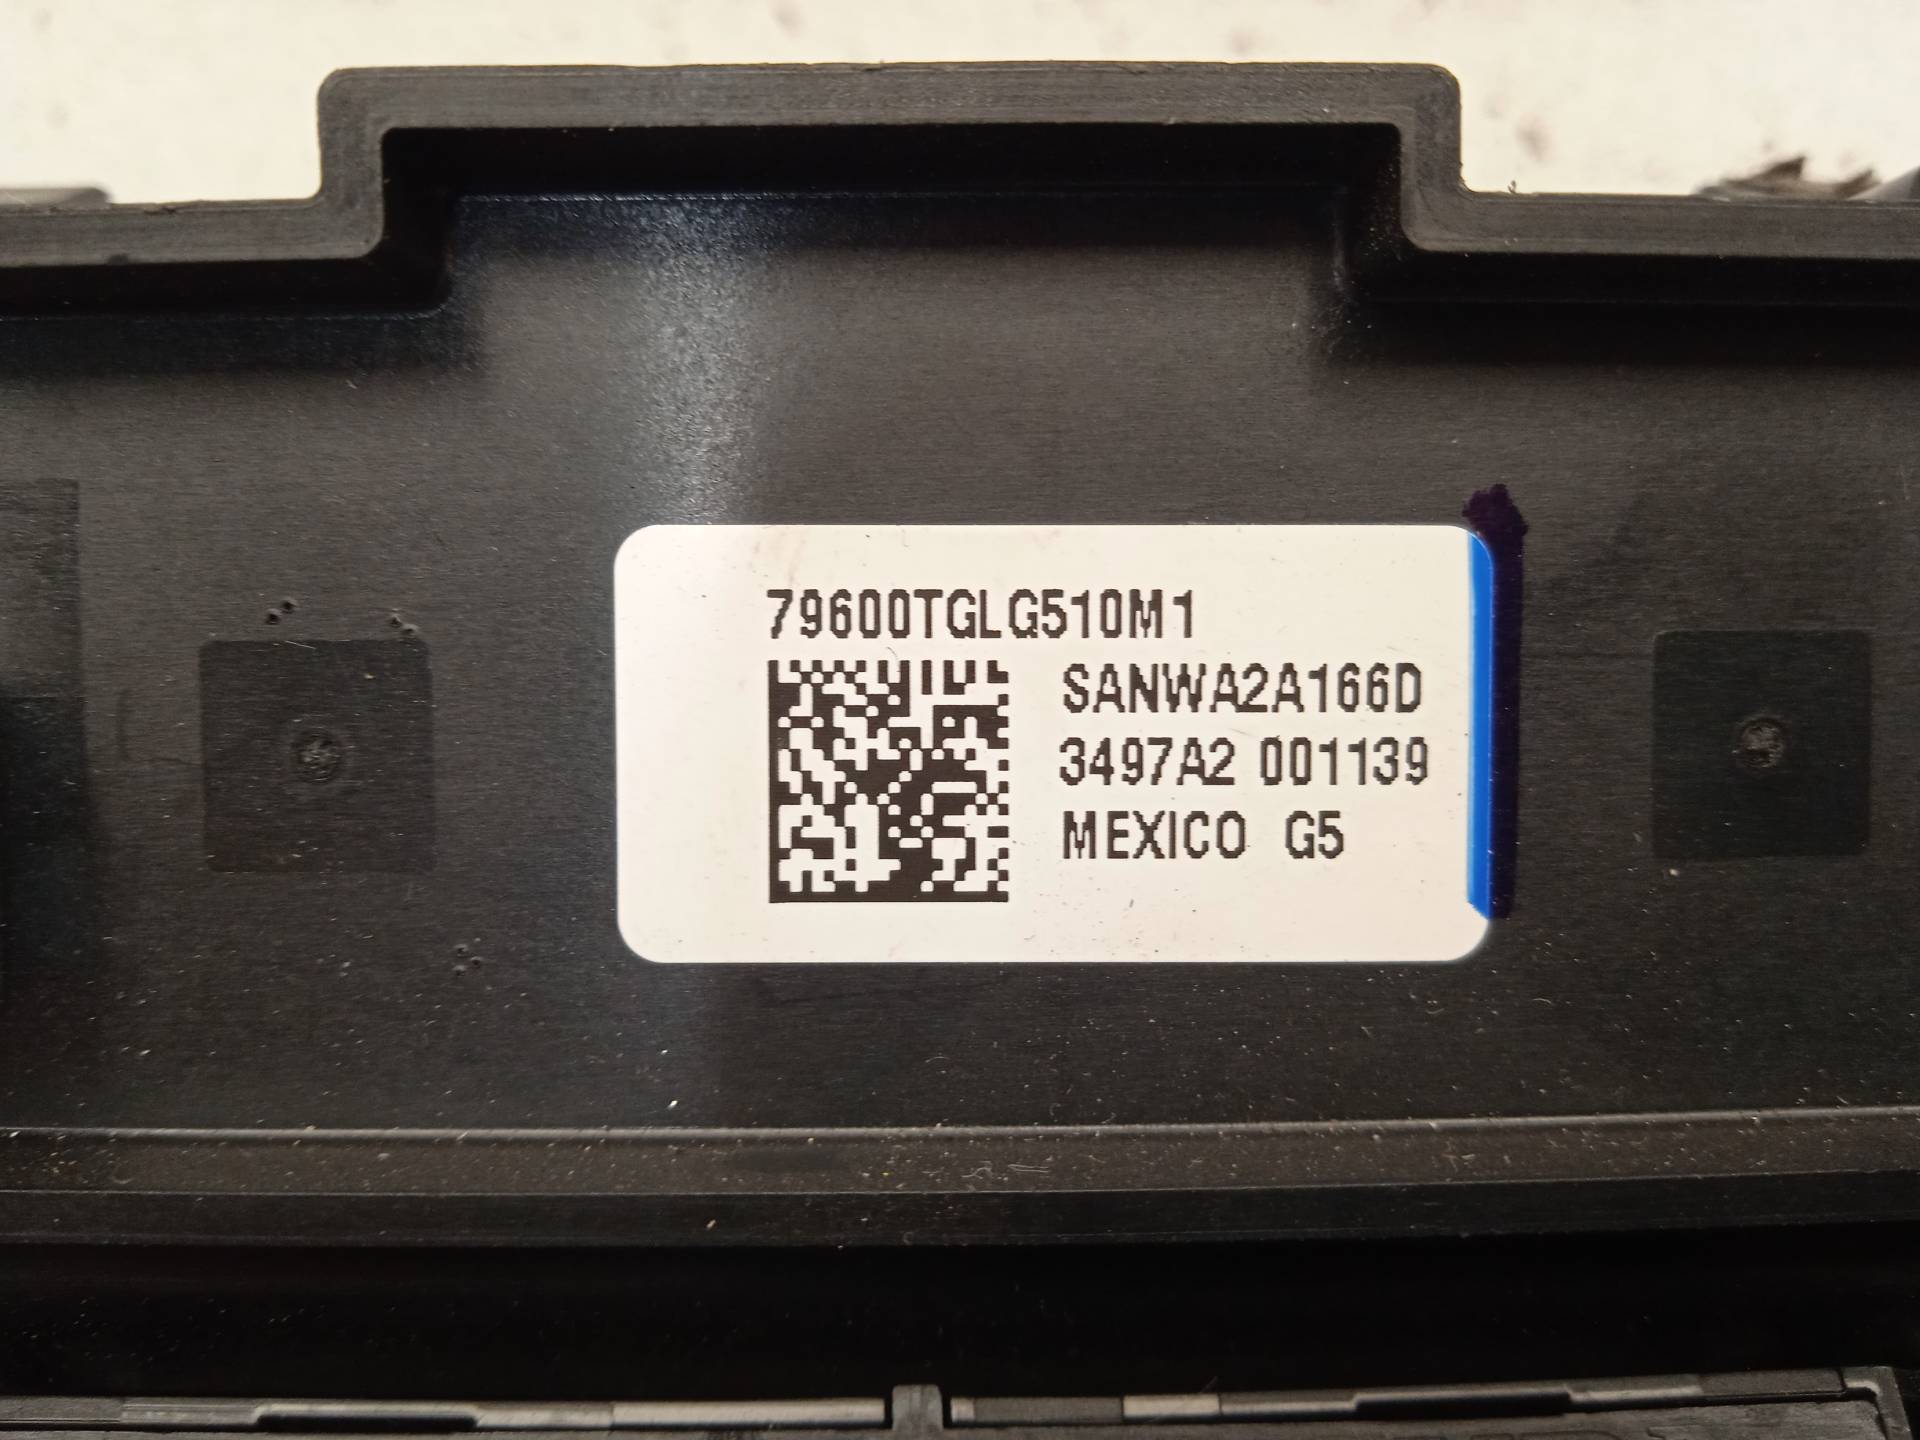 79600TGLG510M1
SANWA2A166D
3497A2 001139
MEXICO G5